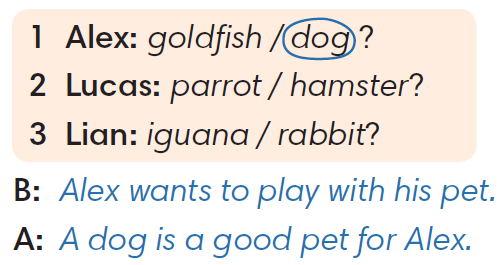 1 Alex: goldfish / dog?
2 Lucas: parrot / hamster?
3 Lian: iguana / rabbit?
B: Alex wants to play with his pet.
A: A dog is a good pet for Alex.